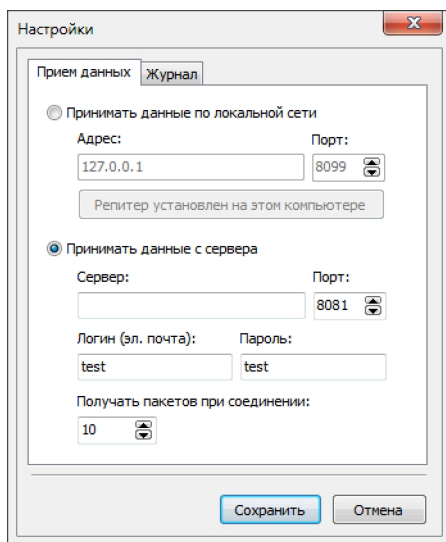 Настройки
Прием данных Журнал
Принимать данные по локальной сети
Адрес: Порт:
127.0.0.1 8099
Репитер установлен на этом компьютере
Принимать данные с сервера
Сервер: Порт:
8081
Логин (эл. почта): Пароль:
test test
Получать пакетов при соединении:
10
Сохранить Отмена